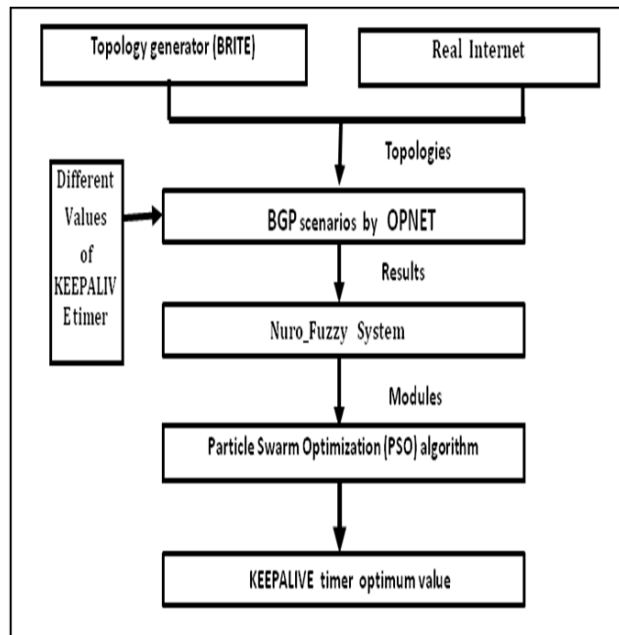 Topology generator (BRITE)
Real Internet
Topologies
Different
Values
of
KEEPALIV
E timer
BGP scenarios by OPNET
Results
Nuro_Fuzzy System
Modules
Particle Swarm Optimization (PSO) algorithm
KEEPALIVE timer optimum value